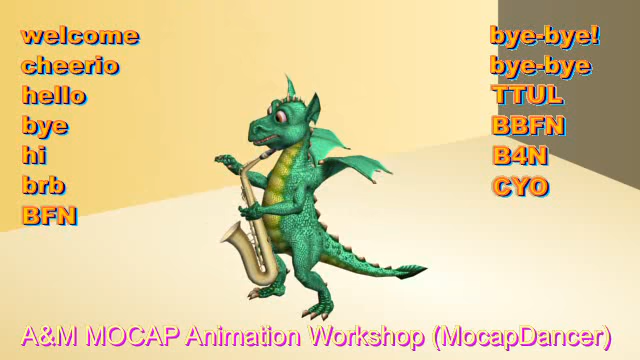 welcome
cheerio
hello
bye
hi
brb
BFN
bye-bye!
bye-bye
TTUL
BBFN
B4N
CYO
A&M MOCAP Animation Workshop (MocapDancer)